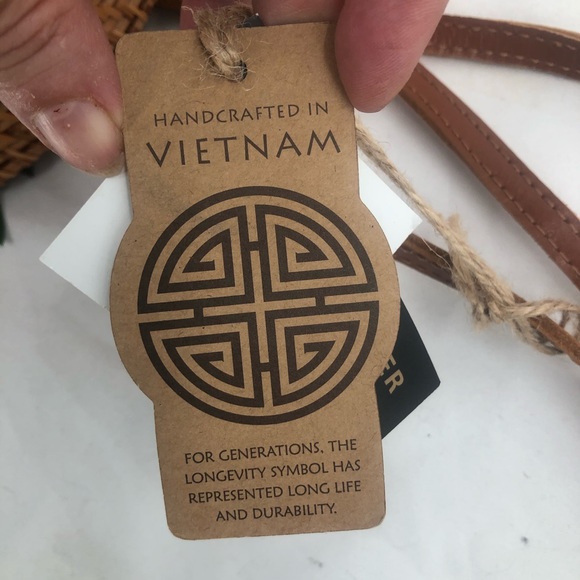 HANDCRAFTED IN
VIETNAM
FOR GENERATIONS, THE
LONGEVITY SYMBOL HAS
REPRESENTED LONG LIFE
AND DURABILITY.